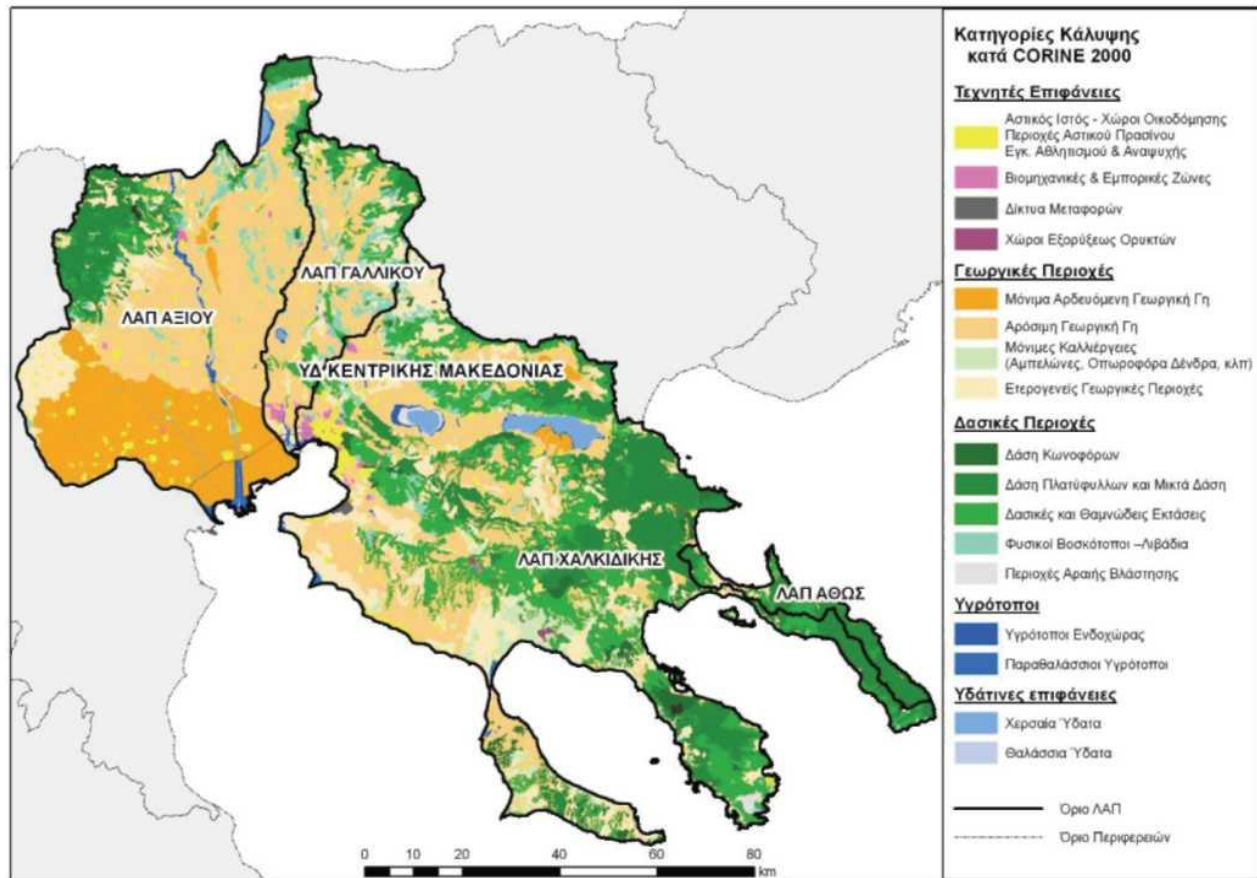 ΛΑΠ ΓΑΛΛΙΚΟΥ
ΛΑΠ ΑΞΙΟΥ
ΥΔ ΚΕΝΤΡΙΚΗΣ ΜΑΚΕΔΟΝΙΑΣ
ΛΑΠ ΧΑΛΚΙΔΙΚΗΣ
ΛΑΠ ΑΘΩΣ
0 10 20 40 60 80
km
Κατηγορίες Κάλυψης
κατά CORINE 2000
Τεχνητές Επιφάνειες
Αστικός Ιστός - Χώροι Οικοδόμησης
Περιοχές Αστικού Πρασίνου
Εγκ. Αθλητισμού & Αναψυχής
Βιομηχανικές & Εμπορικές Ζώνες
Δίκτυα Μεταφορών
Χώροι Εξορύξεως Ορυκτών
Γεωργικές Περιοχές
Μόνιμα Αρδευόμενη Γεωργική Γη
Αρόσιμη Γεωργική Γη
Μόνιμες Καλλιέργειες
(Αμπελώνες, Οπωροφόρα Δένδρα, κλπ)
Ετερογενείς Γεωργικές Περιοχές
Δασικές Περιοχές
Δάση Κωνοφόρων
Δάση Πλατύφυλλων και Μικτά Δάση
Δασικές και Θαμνώδεις Εκτάσεις
Φυσικοί Βοσκότοποι –Λιβάδια
Περιοχές Αραιής Βλάστησης
Υγρότοποι
Υγρότοποι Ενδοχώρας
Παραθαλάσσιοι Υγρότοποι
Υδάτινες επιφάνειες
Χερσαία Ύδατα
Θαλάσσια Ύδατα
Όριο ΛΑΠ
Όριο Περιφερειών